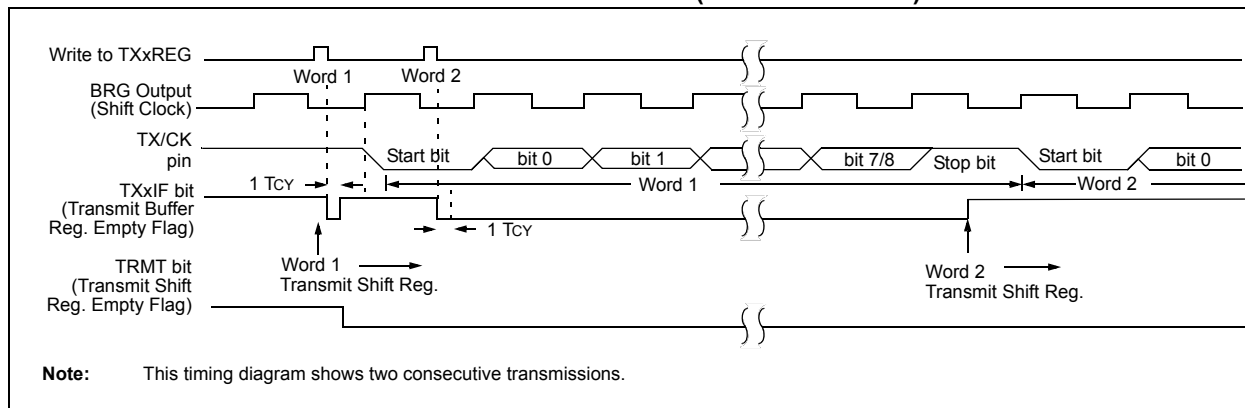 Write to TXxREG
Word 1
Word 2
BRG Output
(Shift Clock)
TX/CK
pin
Start bit
bit 0
bit 1
bit 7/8
Stop bit
Start bit
bit 0
1 TCY
Word 1
Word 2
TXxIF bit
(Transmit Buffer
Reg. Empty Flag)
1 TCY
Word 1
Transmit Shift Reg.
Word 2
Transmit Shift Reg.
TRMT bit
(Transmit Shift
Reg. Empty Flag)
Note: This timing diagram shows two consecutive transmissions.